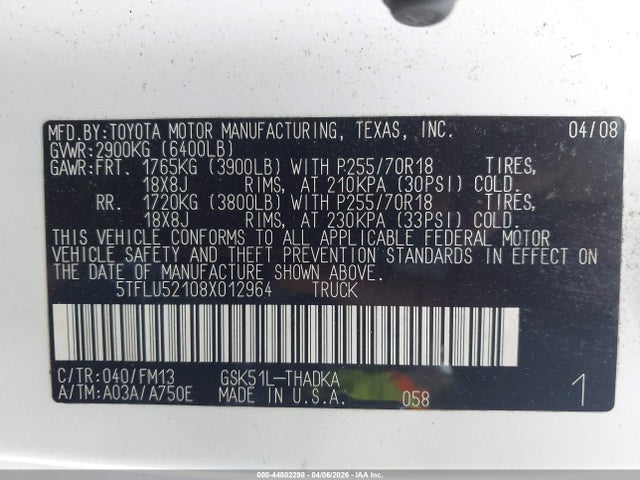 MFD.BY:TOYOTA MOTOR MANUFACTURING, TEXAS, INC. 04/08
GVWR:2900KG (6400LB)
GAWR:FRT. 1765KG (3900LB) WITH P255/70R18 TIRES,
18X8J RIMS, AT 210KPA (30PSI) COLD.
RR. 1720KG (3800LB) WITH P255/70R18 TIRES,
18X8J RIMS, AT 230KPA (33PSI) COLD.
THIS VEHICLE CONFORMS TO ALL APPLICABLE FEDERAL MOTOR
VEHICLE SAFETY AND THEFT PREVENTION STANDARDS IN EFFECT ON
THE DATE OF MANUFACTURE SHOWN ABOVE.
5TFLU52108X012964 TRUCK
C/TR:040/FM13 GSK51L-THADKA
A/TM:A03A/A750E MADE IN U.S.A. 058 1
000-44802298 - 04/06/2026 - IAA Inc.